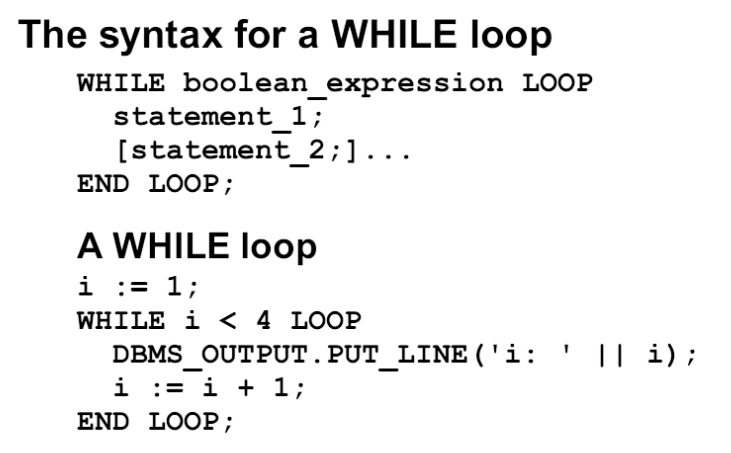 The syntax for a WHILE loop
WHILE boolean_expression LOOP
statement_1;
[statement_2;]...
END LOOP;
A WHILE loop
i := 1;
WHILE i < 4 LOOP
DBMS_OUTPUT.PUT_LINE('i: ' || i);
i := i + 1;
END LOOP;